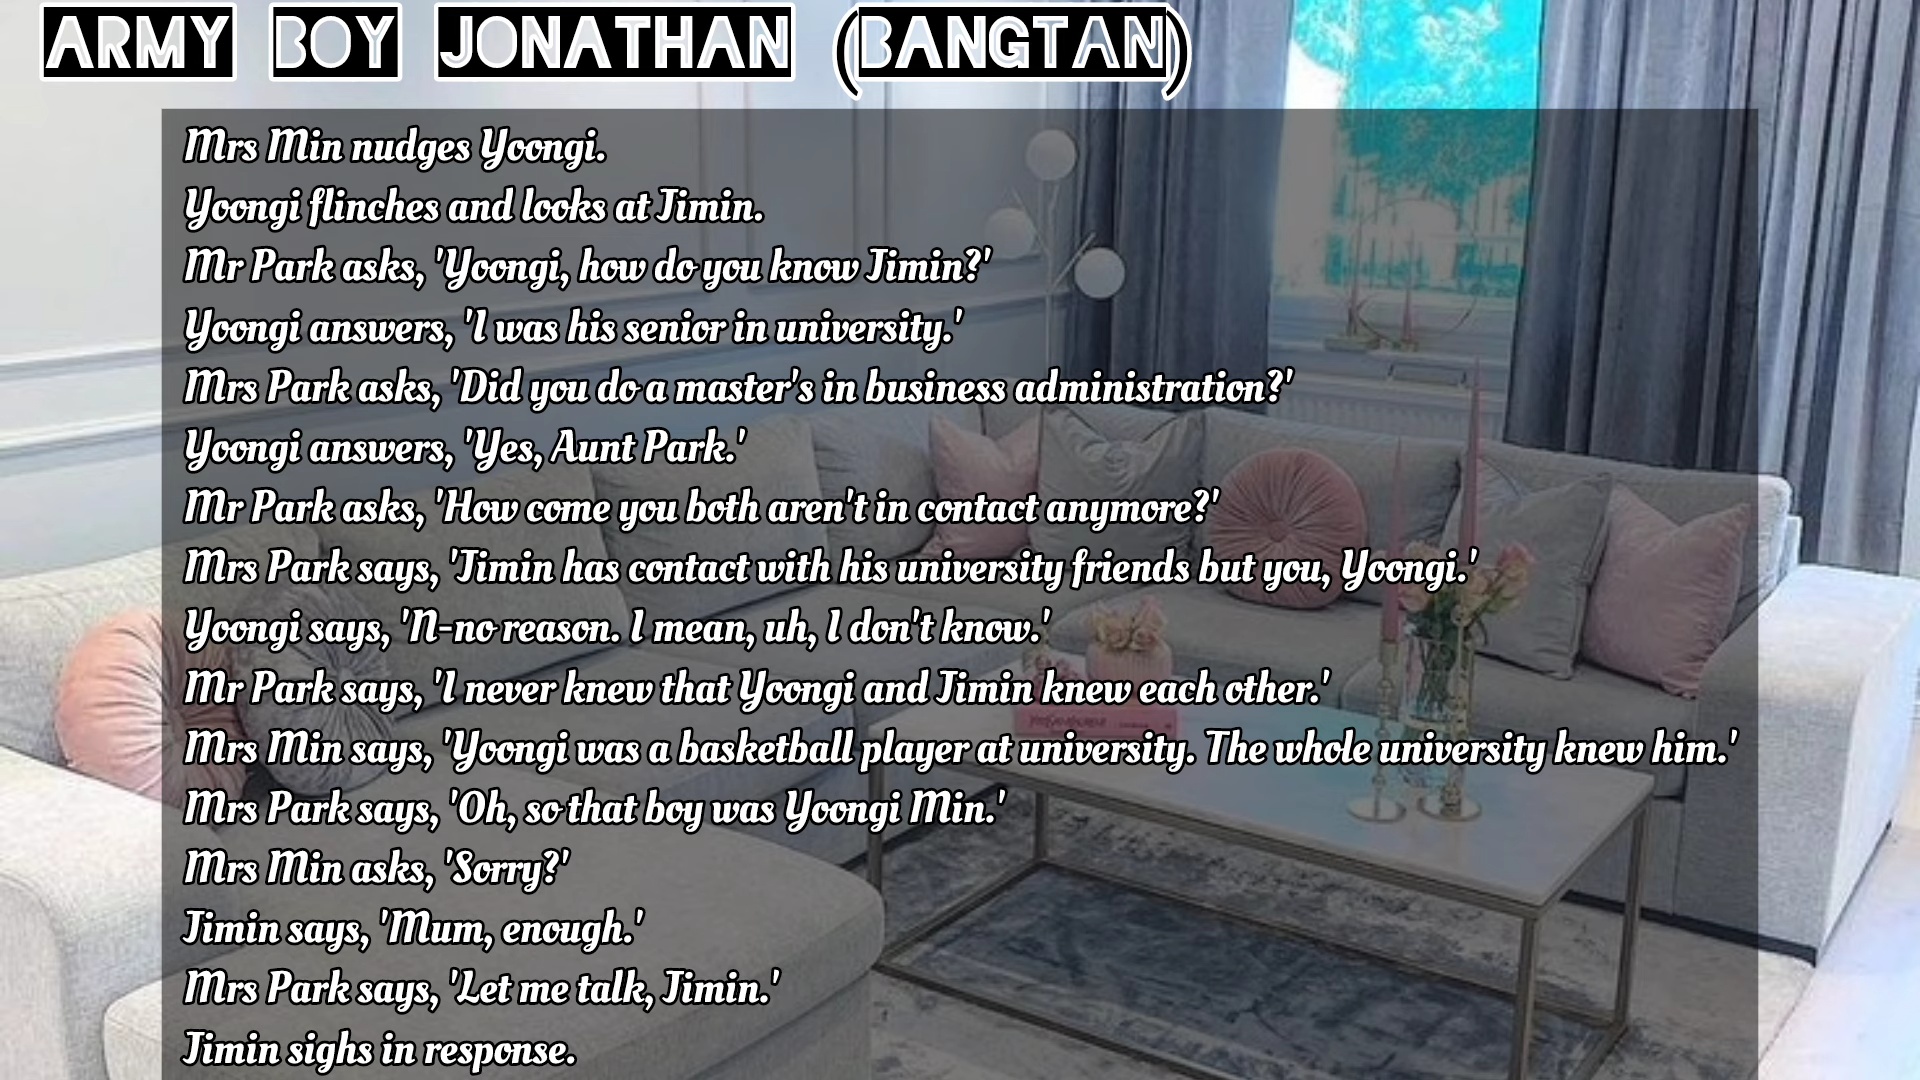 ARMY BOY JONATHAN (BANGTAN)
Mrs Min nudges Yoongi.
Yoongi flinches and looks at Jimin.
Mr Park asks, 'Yoongi, how do you know Jimin?'
Yoongi answers, 'I was his senior in university.'
Mrs Park asks, 'Did you do a master's in business administration?'
Yoongi answers, 'Yes, Aunt Park.'
Mr Park asks, 'How come you both aren't in contact anymore?'
Mrs Park says, 'Jimin has contact with his university friends but you, Yoongi.'
Yoongi says, 'N-no reason. I mean, uh, I don't know.'
Mr Park says, 'I never knew that Yoongi and Jimin knew each other.'
Mrs Min says, 'Yoongi was a basketball player at university. The whole university knew him.'
Mrs Park says, 'Oh, so that boy was Yoongi Min.'
Mrs Min asks, 'Sorry?'
Jimin says, 'Mum, enough.'
Mrs Park says, 'Let me talk, Jimin.'
Jimin sighs in response.